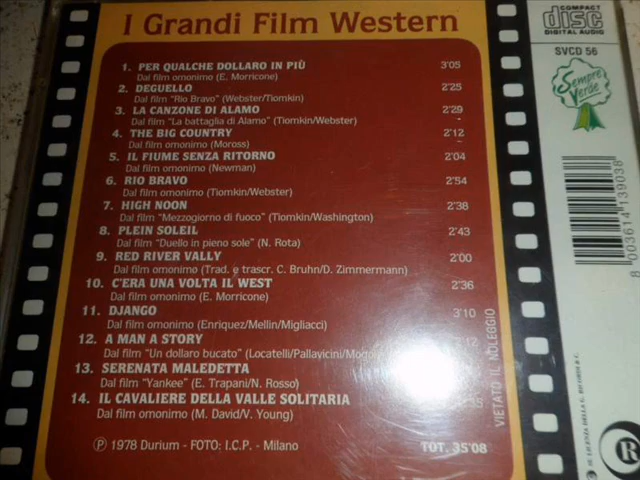 I Grandi Film Western
COMPACT
disc
DIGITAL AUDIO
SVCD 56
Sempre
Verde
1. PER QUALCHE DOLLARO IN PIÙ 3'05
Dal film omonimo (E. Morricone)
2. DEGUELLO 2'25
Dal film "Rio Bravo" (Webster/Tiomkin)
3. LA CANZONE DI ALAMO 2'29
Dal film "La battaglia di Alamo" (Tiomkin/Webster)
4. THE BIG COUNTRY 2'12
Dal film omonimo (Moross)
5. IL FIUME SENZA RITORNO 2'04
Dal film omonimo (Newman)
6. RIO BRAVO 2'54
Dal film omonimo (Tiomkin/Webster)
7. HIGH NOON 2'38
Dal film "Mezzogiorno di fuoco" (Tiomkin/Washington)
8. PLEIN SOLEIL 2'43
Dal film "Duello in pieno sole" (N. Rota)
9. RED RIVER VALLY 2'00
Dal film omonimo (Trad. e trascr. C. Bruhn/D. Zimmermann)
10. C'ERA UNA VOLTA IL WEST 2'36
Dal film omonimo (E. Morricone)
11. DJANGO 3'10
Dal film omonimo (Enriquez/Mellin/Migliacci)
12. A MAN A STORY
Dal film "Un dollaro bucato" (Locatelli/Pallavicini/
13. SERENATA MALEDETTA
Dal film "Yankee" (E. Trapani/N. Rosso)
14. IL CAVALIERE DELLA VALLE SOLITARIA
Dal film omonimo (M. David/V. Young)
Ⓟ 1978 Durium - FOTO: I.C.P. - Milano
TOT. 35'08
VIETATO IL NOLEGGIO
8 003614 139038
SU LICENZA DELLA G. RICORDI & C.
R